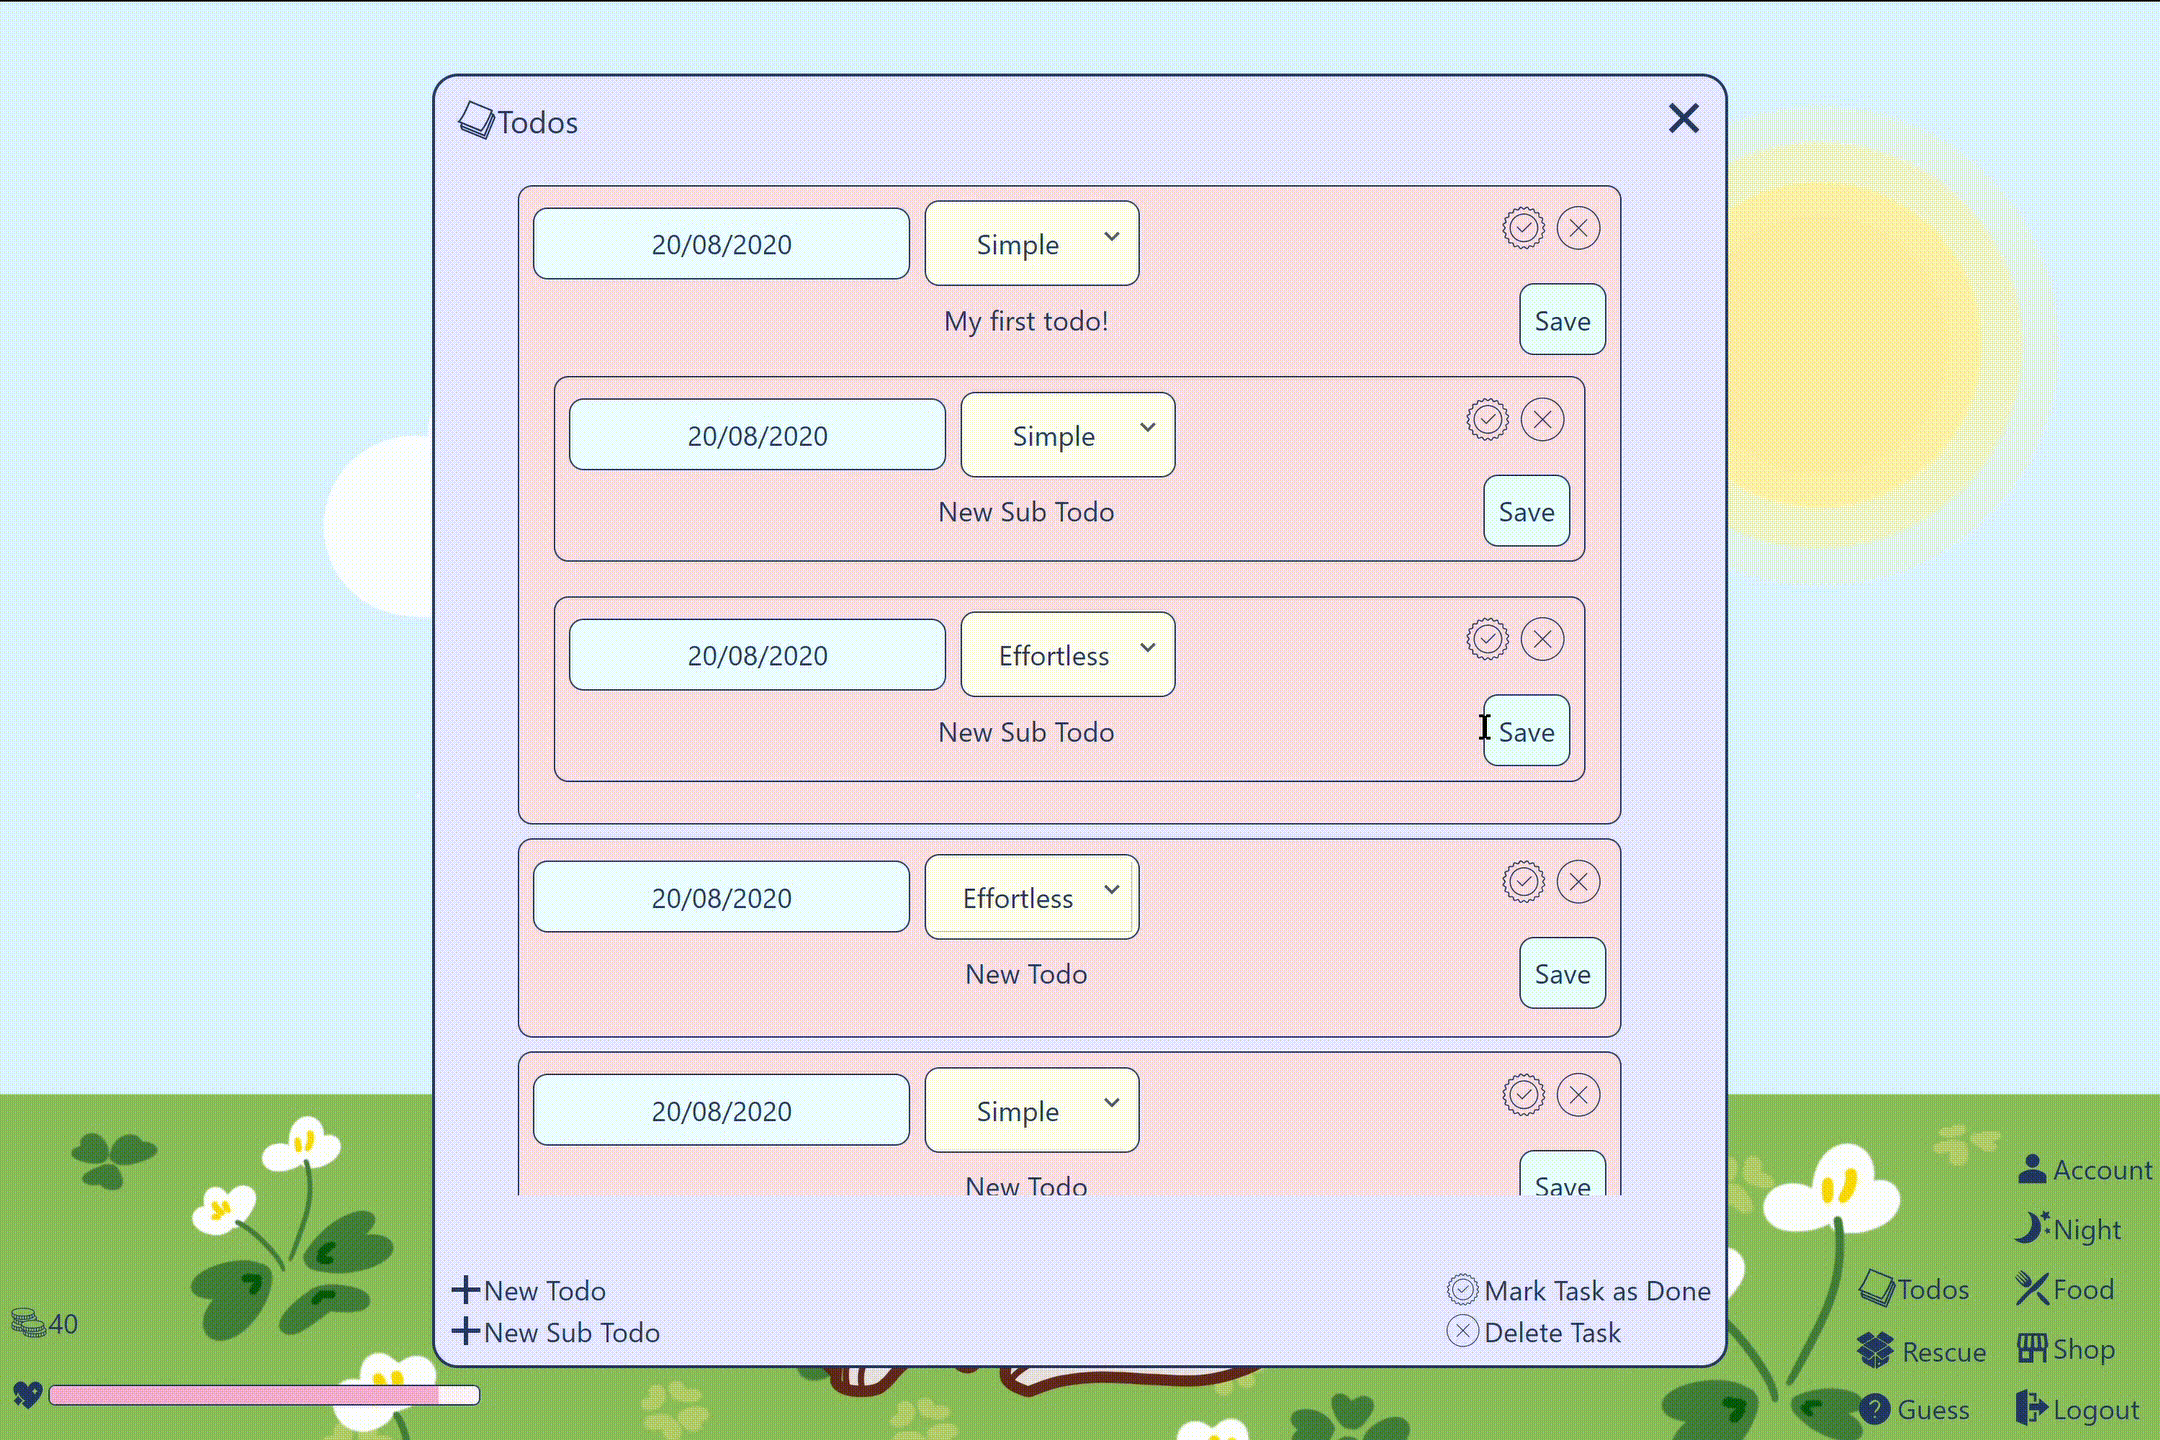 Todos
20/08/2020 Simple
My first todo! Save
20/08/2020 Simple
New Sub Todo Save
20/08/2020 Effortless
New Sub Todo Save
20/08/2020 Effortless
New Todo Save
20/08/2020 Simple
New Todo Save
New Todo Mark Task as Done
New Sub Todo Delete Task
40
Account
Night
Todos Food
Rescue Shop
? Guess Logout